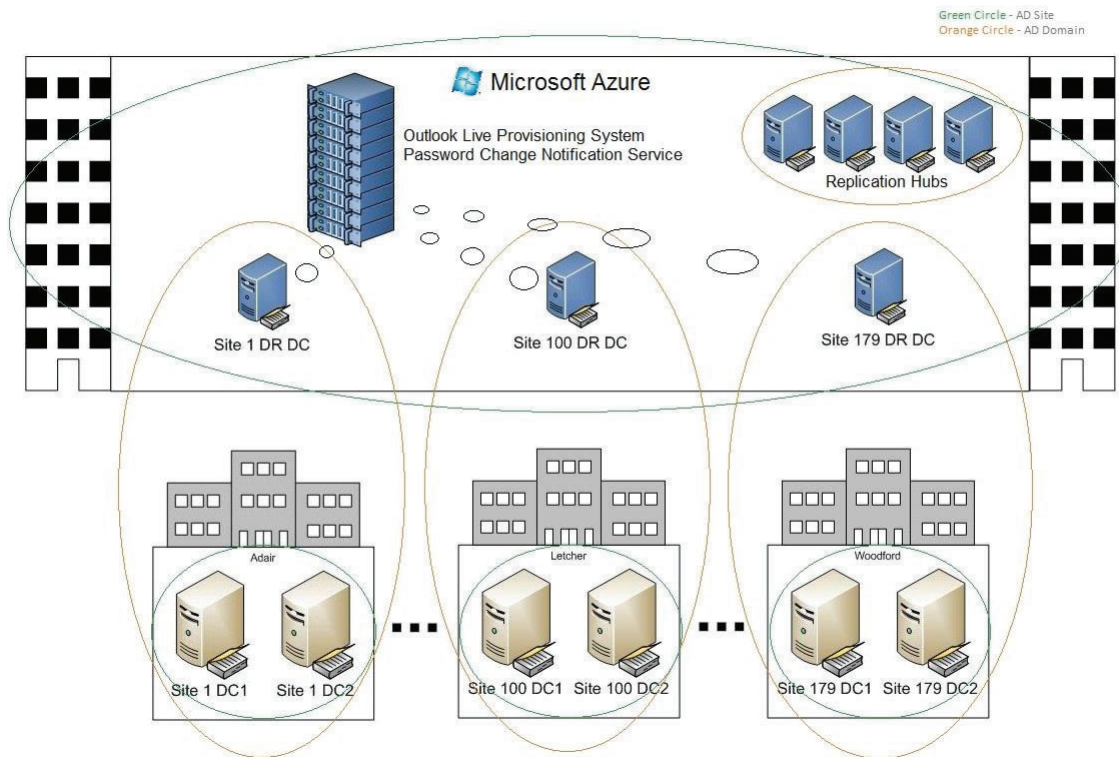 Green Circle - AD Site
Orange Circle - AD Domain
Microsoft Azure
Outlook Live Provisioning System
Password Change Notification Service
Replication Hubs
Site 1 DR DC
Site 100 DR DC
Site 179 DR DC
Adair
Letcher
Woodford
Site 1 DC1
Site 1 DC2
Site 100 DC1
Site 100 DC2
Site 179 DC1
Site 179 DC2